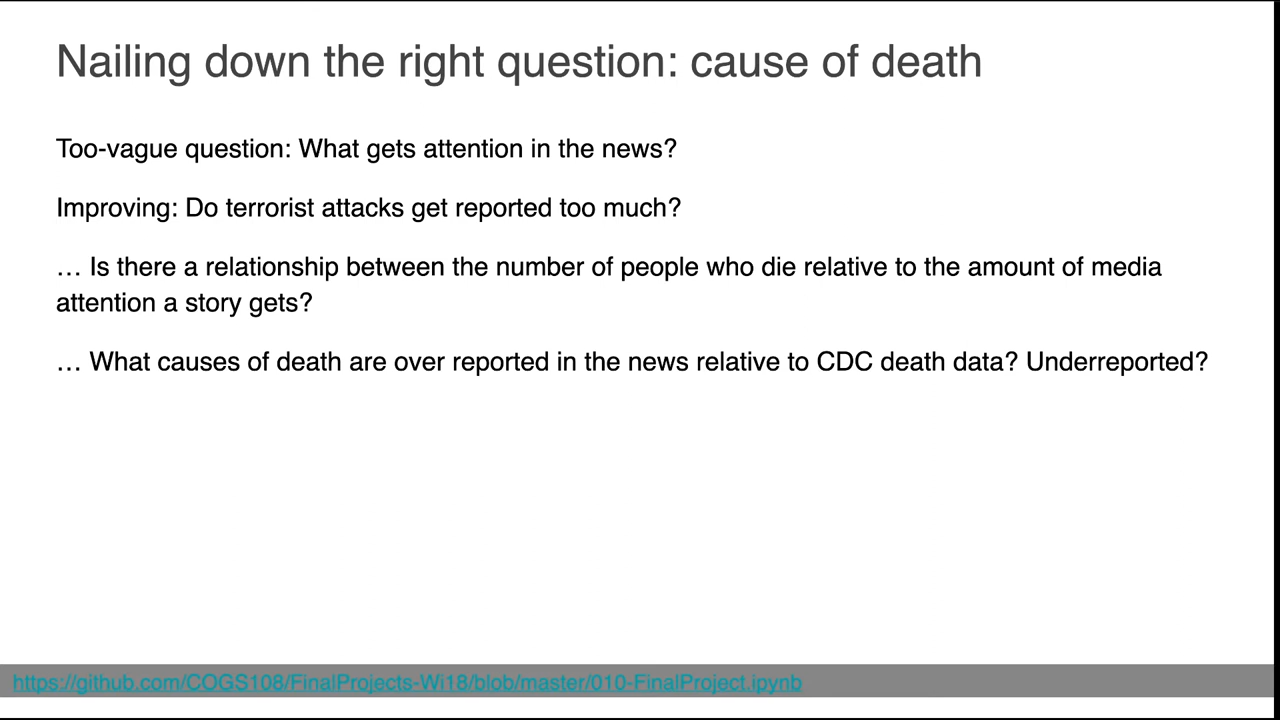 Nailing down the right question: cause of death
Too-vague question: What gets attention in the news?
Improving: Do terrorist attacks get reported too much?
… Is there a relationship between the number of people who die relative to the amount of media
attention a story gets?
… What causes of death are over reported in the news relative to CDC death data? Underreported?
https://github.com/COGS108/FinalProjects-Wi18/blob/master/010-FinalProject.ipynb